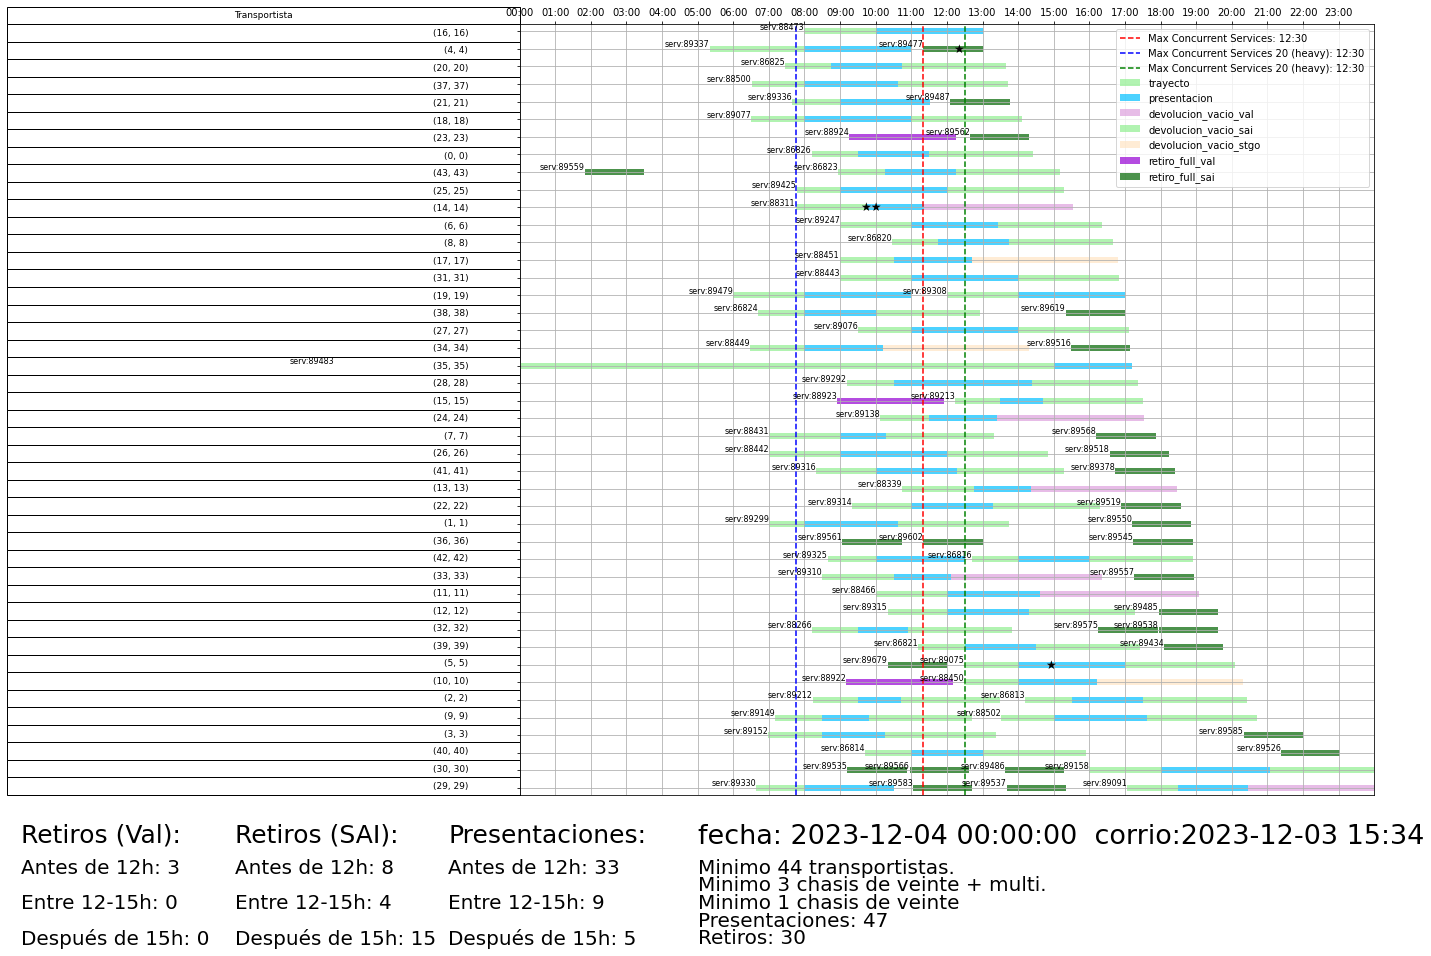 Transportista
00:00 01:00 02:00 03:00 04:00 05:00 06:00 07:00 08:00 09:00 10:00 11:00 12:00 13:00 14:00 15:00 16:00 17:00 18:00 19:00 20:00 21:00 22:00 23:00
Max Concurrent Services: 12:30
Max Concurrent Services 20 (heavy): 12:30
Max Concurrent Services 20 (heavy): 12:30
trayecto
presentacion
devolucion_vacio_val
devolucion_vacio_sai
devolucion_vacio_stgo
retiro_full_val
retiro_full_sai
(16, 16) serv:88473
(4, 4) serv:89337 serv:89477
(20, 20) serv:86825
(37, 37) serv:88500
(21, 21) serv:89336 serv:89487
(18, 18) serv:89077
(23, 23) serv:88924 serv:89562
(0, 0) serv:86826
(43, 43) serv:89559 serv:86823
(25, 25) serv:89425
(14, 14) serv:88311
(6, 6) serv:89247
(8, 8) serv:86820
(17, 17) serv:88451
(31, 31) serv:88443
(19, 19) serv:89479 serv:89308
(38, 38) serv:86824 serv:89619
(27, 27) serv:89076
(34, 34) serv:88449 serv:89516
serv:89483 (35, 35)
(28, 28) serv:89292
(15, 15) serv:88923 serv:89213
(24, 24) serv:89138
(7, 7) serv:88431 serv:89568
(26, 26) serv:88442 serv:89518
(41, 41) serv:89316 serv:89378
(13, 13) serv:88339
(22, 22) serv:89314 serv:89519
(1, 1) serv:89299 serv:89550
(36, 36) serv:89561 serv:89602 serv:89545
(42, 42) serv:89325 serv:86816
(33, 33) serv:89310 serv:89557
(11, 11) serv:88466
(12, 12) serv:89315 serv:89485
(32, 32) serv:88266 serv:89575 serv:89538
(39, 39) serv:86821 serv:89434
(5, 5) serv:89679 serv:89075
(10, 10) serv:88922 serv:88450
(2, 2) serv:89212 serv:86813
(9, 9) serv:89149 serv:88502
(3, 3) serv:89152 serv:89585
(40, 40) serv:86814 serv:89526
(30, 30) serv:89535 serv:89566 serv:89486 serv:89158
(29, 29) serv:89330 serv:89583 serv:89537 serv:89091
Retiros (Val):
Antes de 12h: 3
Entre 12-15h: 0
Después de 15h: 0
Retiros (SAI):
Antes de 12h: 8
Entre 12-15h: 4
Después de 15h: 15
Presentaciones:
Antes de 12h: 33
Entre 12-15h: 9
Después de 15h: 5
fecha: 2023-12-04 00:00:00 corrio:2023-12-03 15:34
Minimo 44 transportistas.
Minimo 3 chasis de veinte + multi.
Minimo 1 chasis de veinte
Presentaciones: 47
Retiros: 30